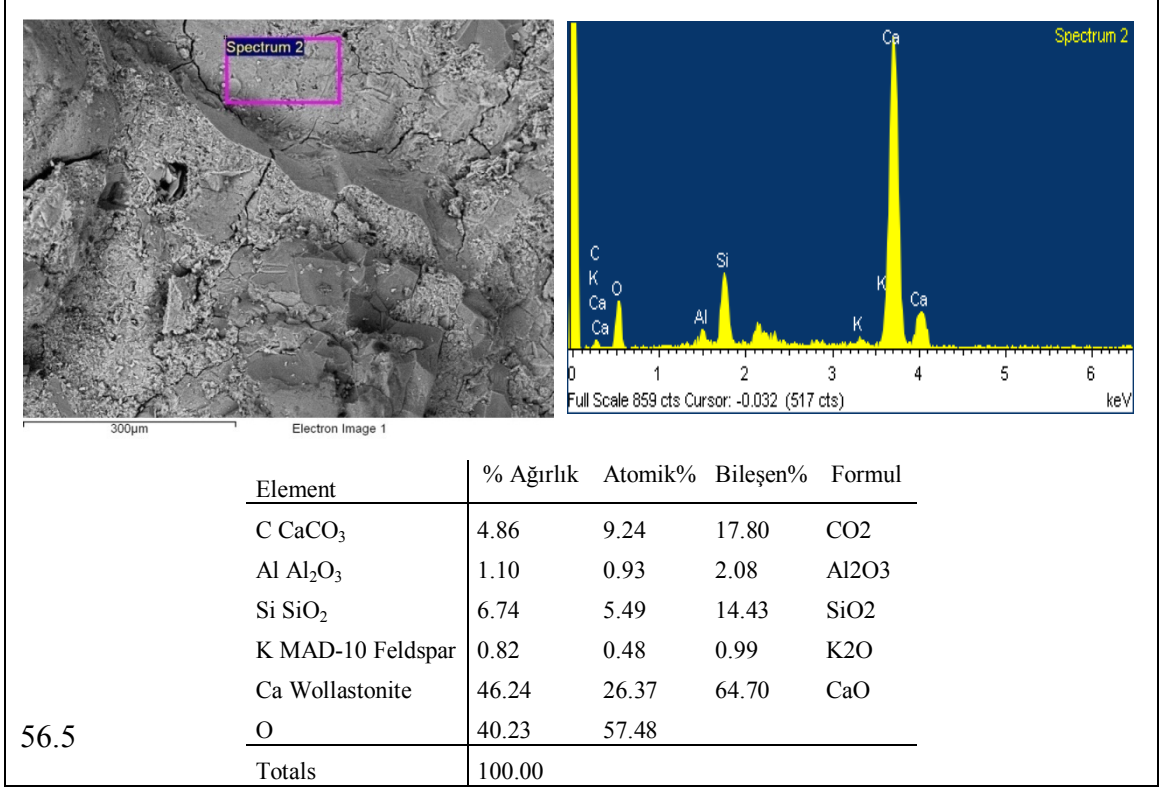 Spectrum 2
300µm Electron Image 1
Ca Spectrum 2
C
K
Ca
Ca
O
Al
Si
K
K
Ca
0 1 2 3 4 5 6
Full Scale 859 cts Cursor: -0.032 (517 cts) keV
Element % Ağırlık Atomik% Bileşen% Formul
C CaCO₃ 4.86 9.24 17.80 CO2
Al Al₂O₃ 1.10 0.93 2.08 Al2O3
Si SiO₂ 6.74 5.49 14.43 SiO2
K MAD-10 Feldspar 0.82 0.48 0.99 K2O
Ca Wollastonite 46.24 26.37 64.70 CaO
O 40.23 57.48
56.5
Totals 100.00